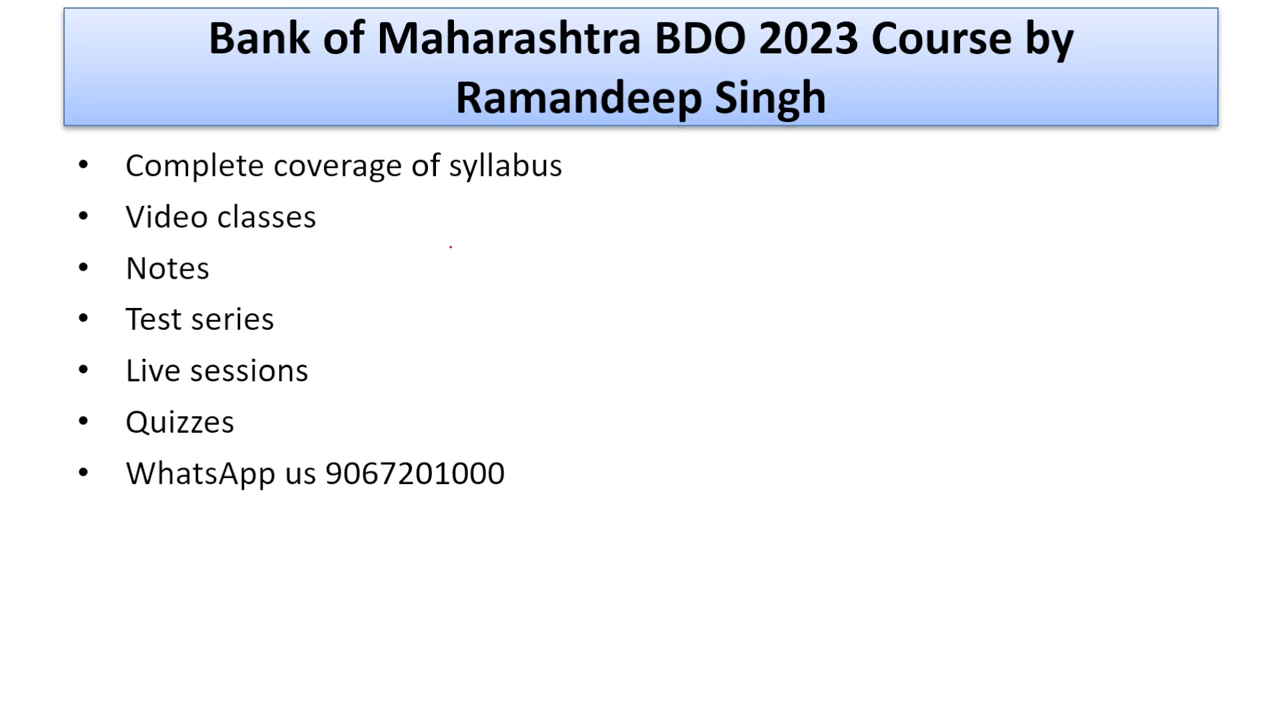 Bank of Maharashtra BDO 2023 Course by
Ramandeep Singh
• Complete coverage of syllabus
• Video classes
• Notes
• Test series
• Live sessions
• Quizzes
• WhatsApp us 9067201000